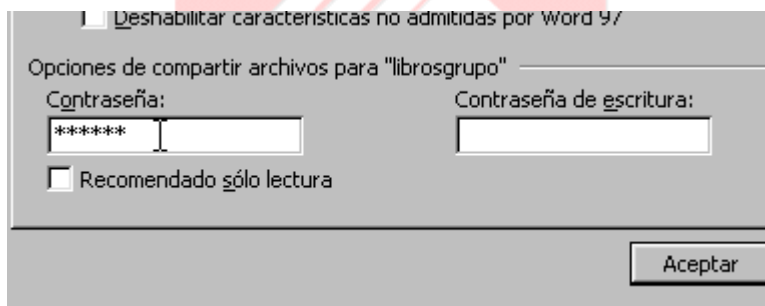 Deshabilitar características no admitidas por Word 97
Opciones de compartir archivos para "librosgrupo"
Contraseña:
Contraseña de escritura:
******
Recomendado sólo lectura
Aceptar